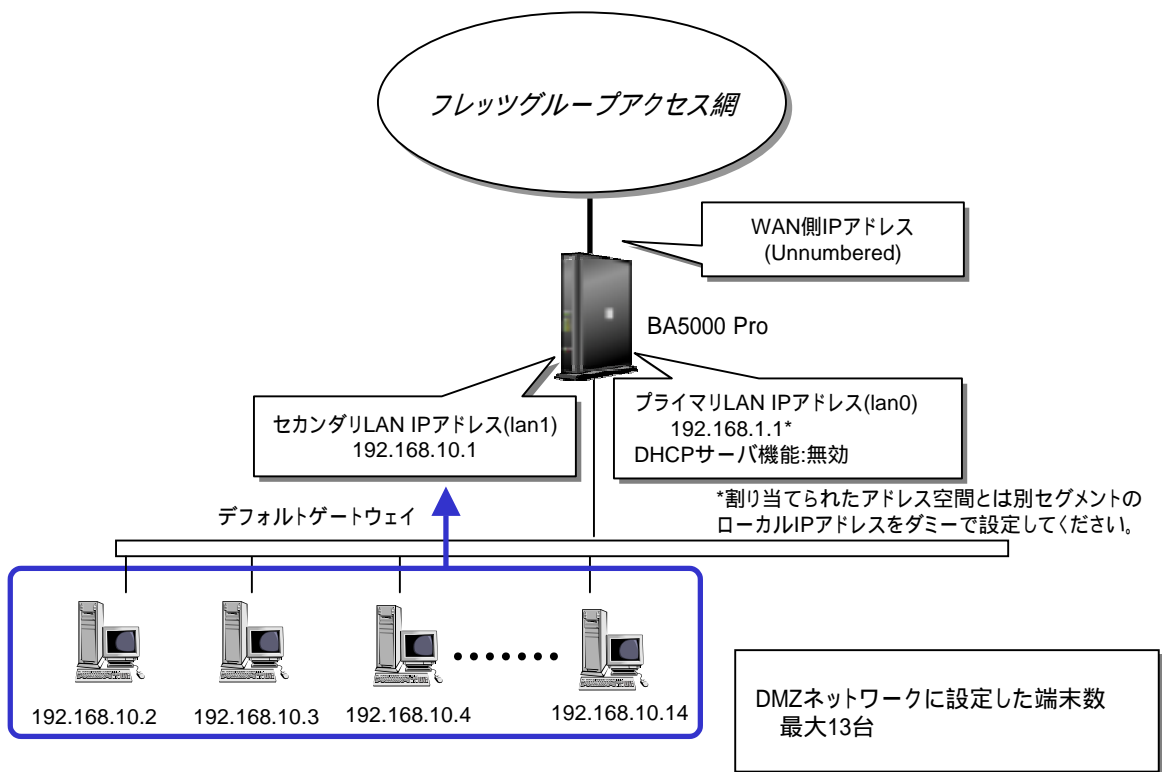 フレッツグループアクセス網
WAN側IPアドレス
(Unnumbered)
BA5000 Pro
セカンダリLAN IPアドレス(lan1)
192.168.10.1
プライマリLAN IPアドレス(lan0)
192.168.1.1*
DHCPサーバ機能:無効
*割り当てられたアドレス空間とは別セグメントの
ローカルIPアドレスをダミーで設定してください。
デフォルトゲートウェイ
192.168.10.2
192.168.10.3
192.168.10.4
192.168.10.14
DMZネットワークに設定した端末数
最大13台